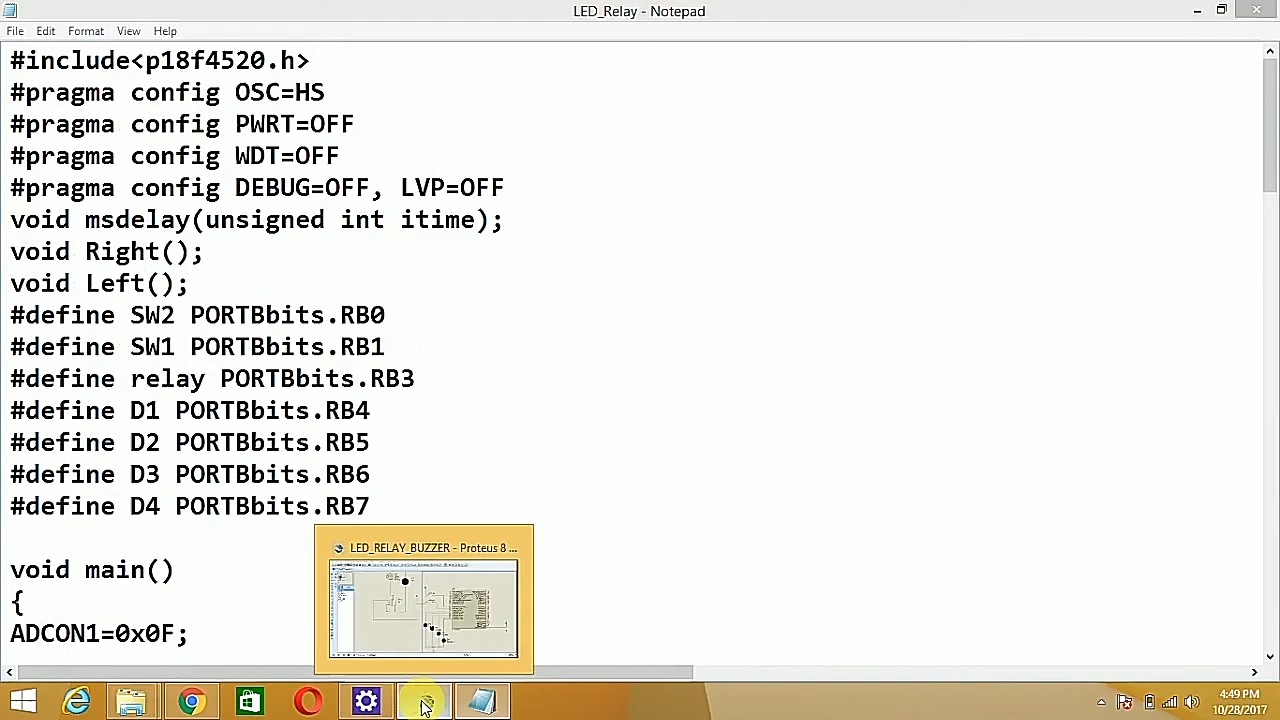 LED_Relay - Notepad
File Edit Format View Help
#include<p18f4520.h>
#pragma config OSC=HS
#pragma config PWRT=OFF
#pragma config WDT=OFF
#pragma config DEBUG=OFF, LVP=OFF
void msdelay(unsigned int itime);
void Right();
void Left();
#define SW2 PORTBbits.RB0
#define SW1 PORTBbits.RB1
#define relay PORTBbits.RB3
#define D1 PORTBbits.RB4
#define D2 PORTBbits.RB5
#define D3 PORTBbits.RB6
#define D4 PORTBbits.RB7
LED_RELAY_BUZZER - Proteus 8 ...
void main()
{
ADCON1=0x0F;
4:49 PM
10/28/2017